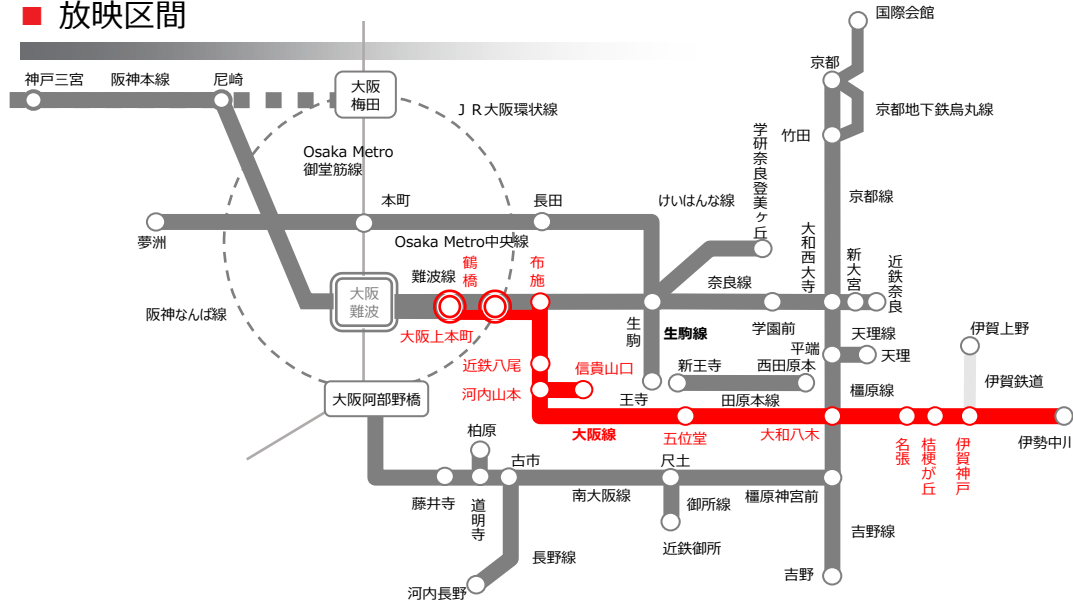 ■ 放映区間
国際会館
京都
神戸三宮
阪神本線
尼崎
大阪
梅田
ＪＲ大阪環状線
京都地下鉄烏丸線
竹田
学研奈良登美ヶ丘
Osaka Metro
御堂筋線
本町
長田
けいはんな線
京都線
夢洲
Osaka Metro中央線
大和西大寺
新大宮
近鉄奈良
鶴橋
布施
難波線
奈良線
大阪
難波
阪神なんば線
大阪上本町
生駒
生駒線
学園前
天理線
伊賀上野
平端
天理
近鉄八尾
信貴山口
新王寺
西田原本
伊賀鉄道
河内山本
王寺
田原本線
橿原線
大阪阿部野橋
大阪線
五位堂
大和八木
名張
桔梗が丘
伊賀神戸
伊勢中川
柏原
古市
尺土
藤井寺
道明寺
南大阪線
御所線
橿原神宮前
近鉄御所
吉野線
長野線
吉野
河内長野